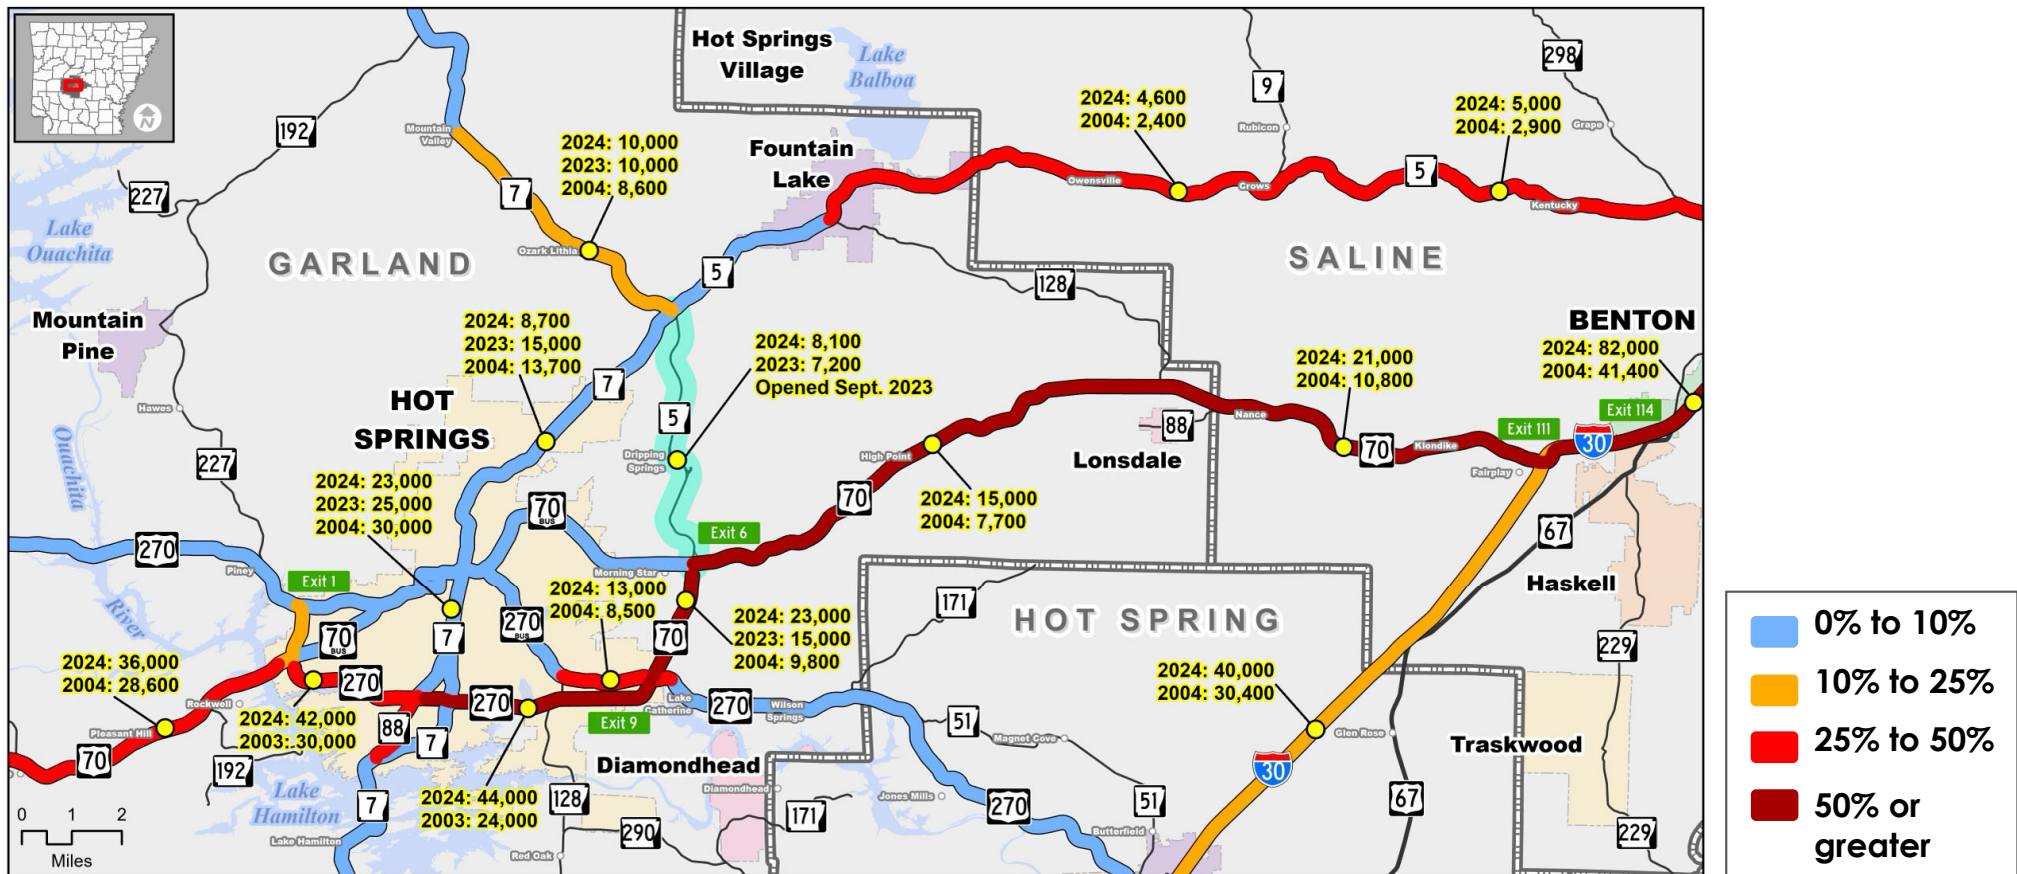 N
298
Hot Springs
Village
Lake
Balboa
9
2024: 4,600
2004: 2,400
2024: 5,000
2004: 2,900
Rubicon
Grape
192
Mountain
Valley
2024: 10,000
2023: 10,000
2004: 8,600
Fountain
Lake
227
7
Owensville
Crows
5
Kentucky
Lake
Ouachita
Ozark Lithia
GARLAND
SALINE
5
128
Mountain
Pine
2024: 8,700
2023: 15,000
2004: 13,700
2024: 8,100
2023: 7,200
Opened Sept. 2023
2024: 21,000
2004: 10,800
BENTON
2024: 82,000
2004: 41,400
7
HOT
SPRINGS
Hawes
5
88
Nance
Exit 111
Exit 114
30
Ouachita
River
227
Dripping
Springs
High Point
Lonsdale
70
Klondike
Fairplay
2024: 23,000
2023: 25,000
2004: 30,000
70
2024: 15,000
2004: 7,700
70
BUS
Exit 6
67
270
Piney
Exit 1
Morning Star
2024: 13,000
2004: 8,500
Haskell
171
HOT SPRING
270
BUS
70
BUS
7
70
2024: 23,000
2023: 15,000
2004: 9,800
229
2024: 36,000
2004: 28,600
2024: 40,000
2004: 30,400
0% to 10%
10% to 25%
25% to 50%
50% or
greater
270
270
Rockwell
Lake
Catherine
270
Wilson
Springs
2024: 42,000
2003: 30,000
88
7
Exit 9
51
Pleasant Hill
Magnet Cove
Glen Rose
Traskwood
70
192
Diamondhead
30
Lake
Hamilton
7
2024: 44,000
2003: 24,000
128
Diamondhead
171
Jones Mills
270
51
67
0 1 2
Miles
Lake Hamilton
290
Red Oak
Butterfield
229